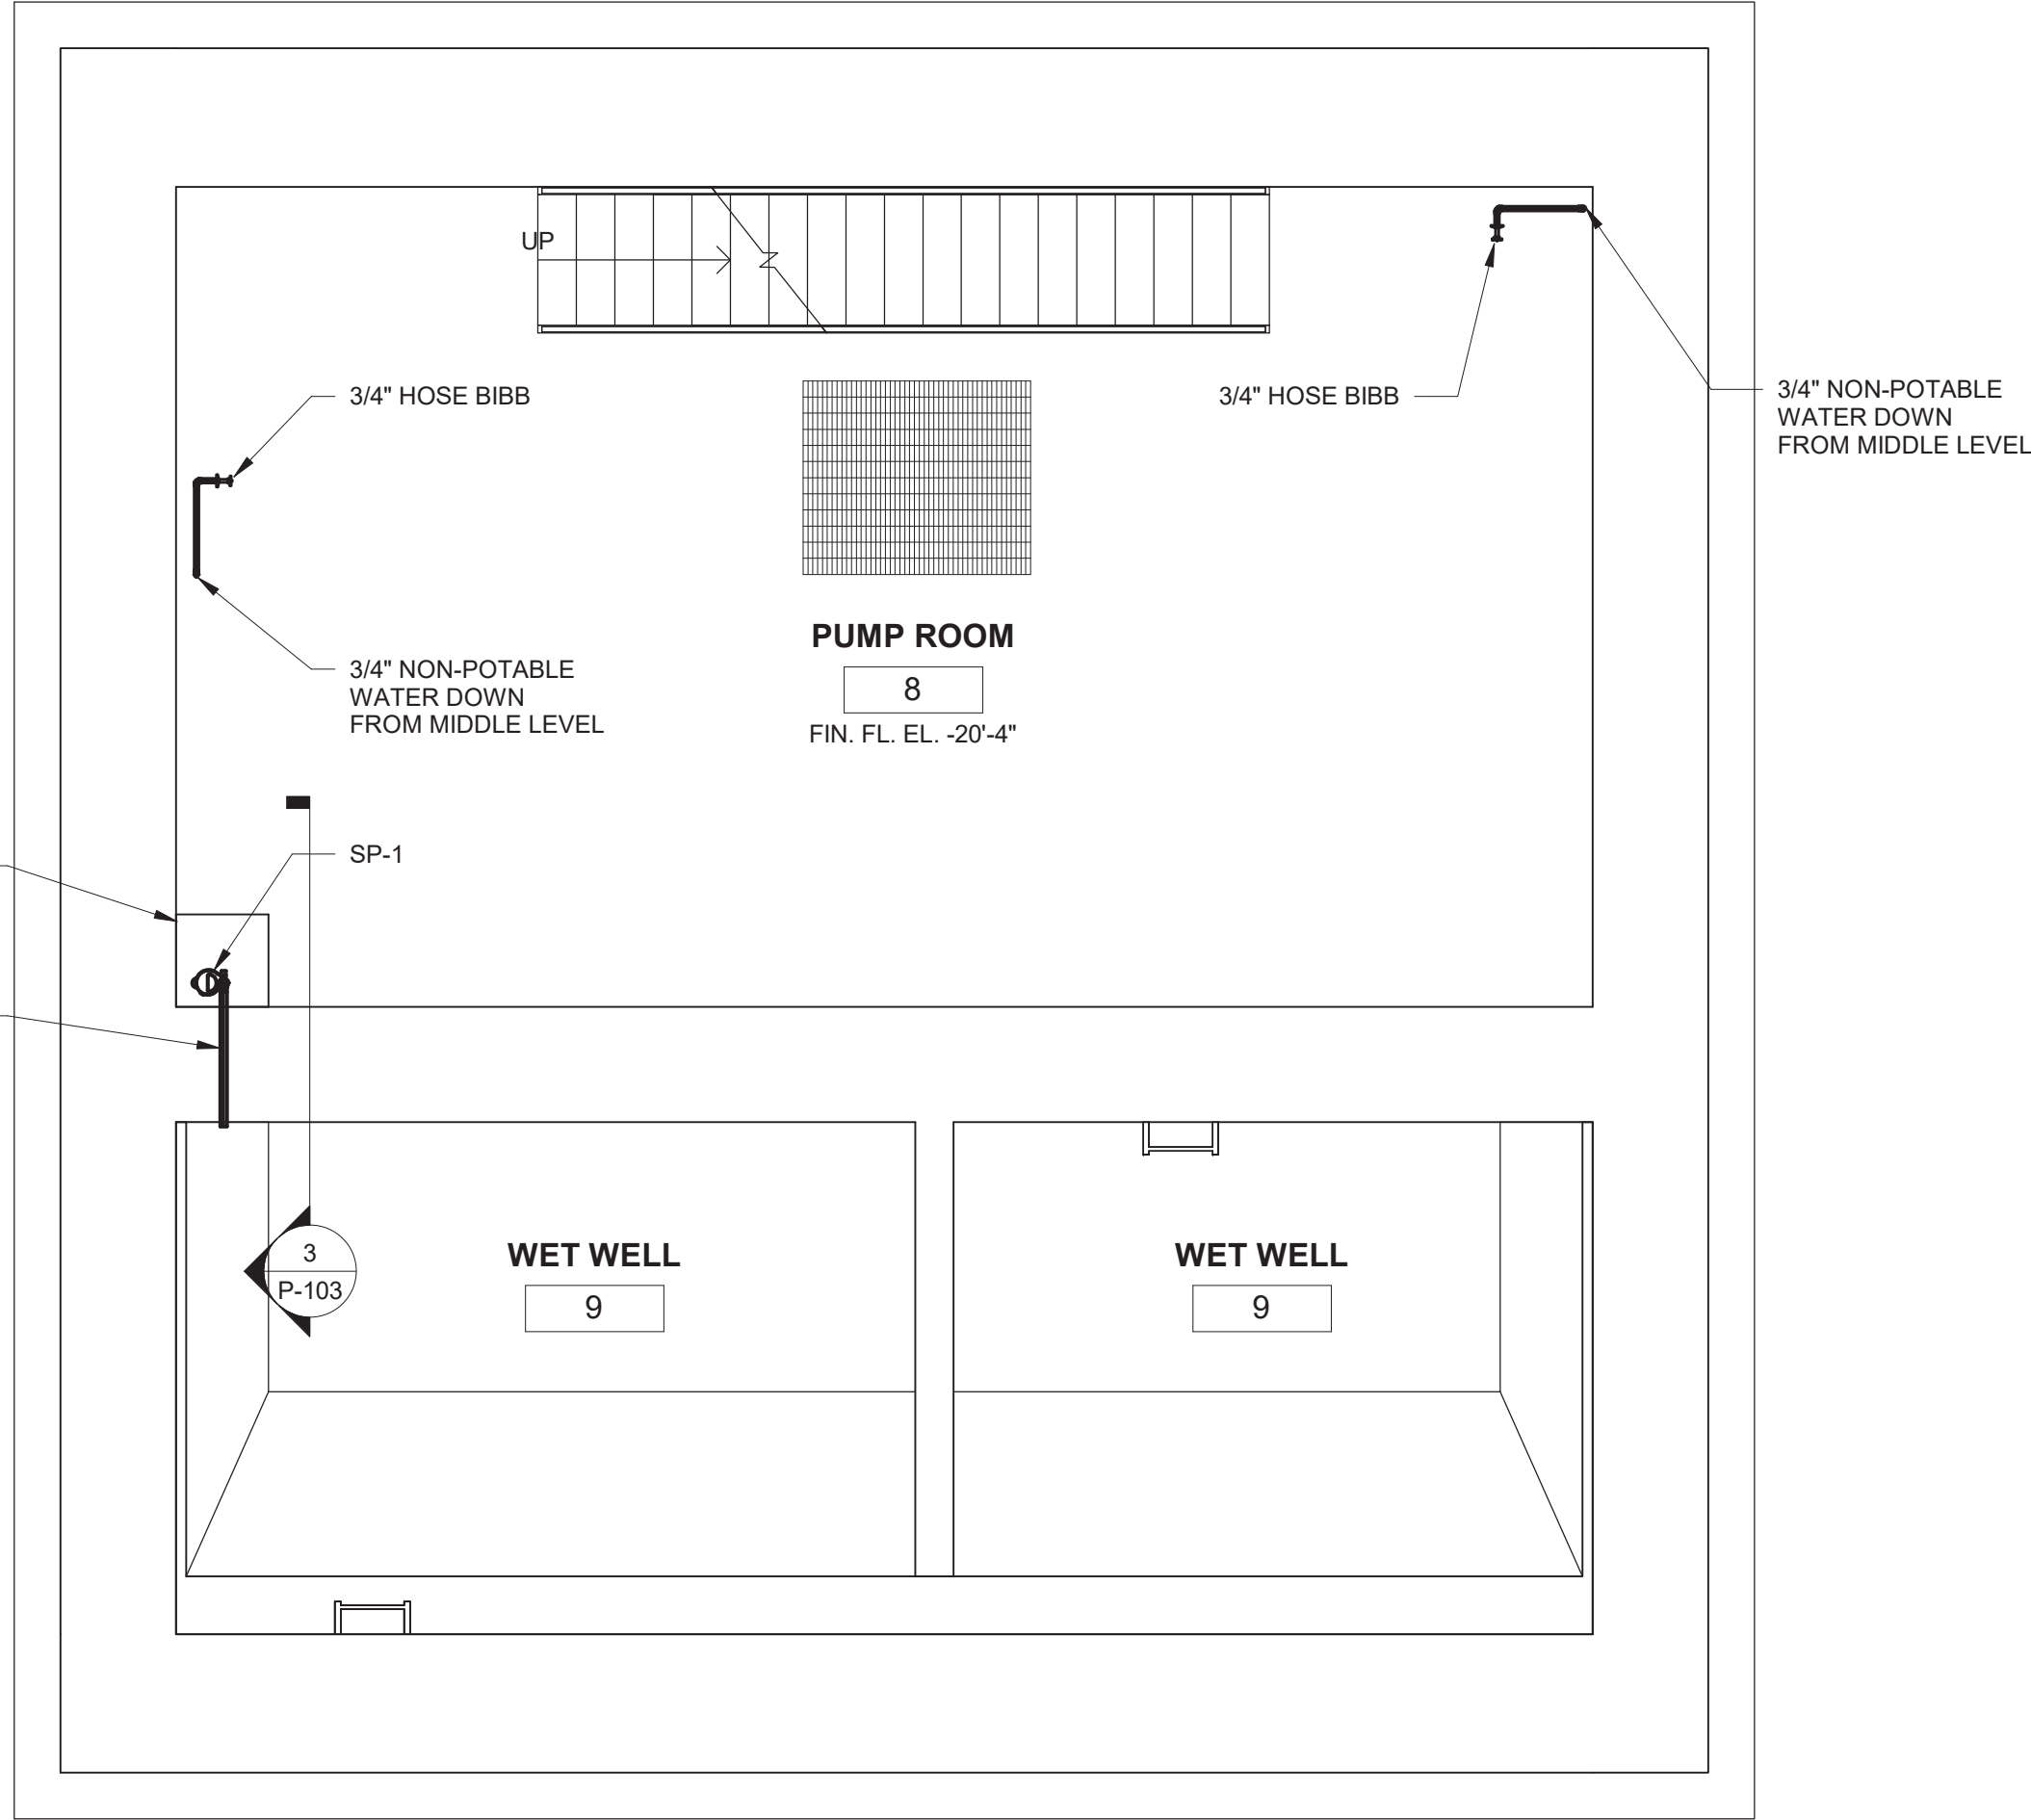 UP
3/4" HOSE BIBB
3/4" HOSE BIBB
3/4" NON-POTABLE
WATER DOWN
FROM MIDDLE LEVEL
PUMP ROOM
8
FIN. FL. EL. -20'-4"
3/4" NON-POTABLE
WATER DOWN
FROM MIDDLE LEVEL
SP-1
3
P-103
WET WELL
9
WET WELL
9